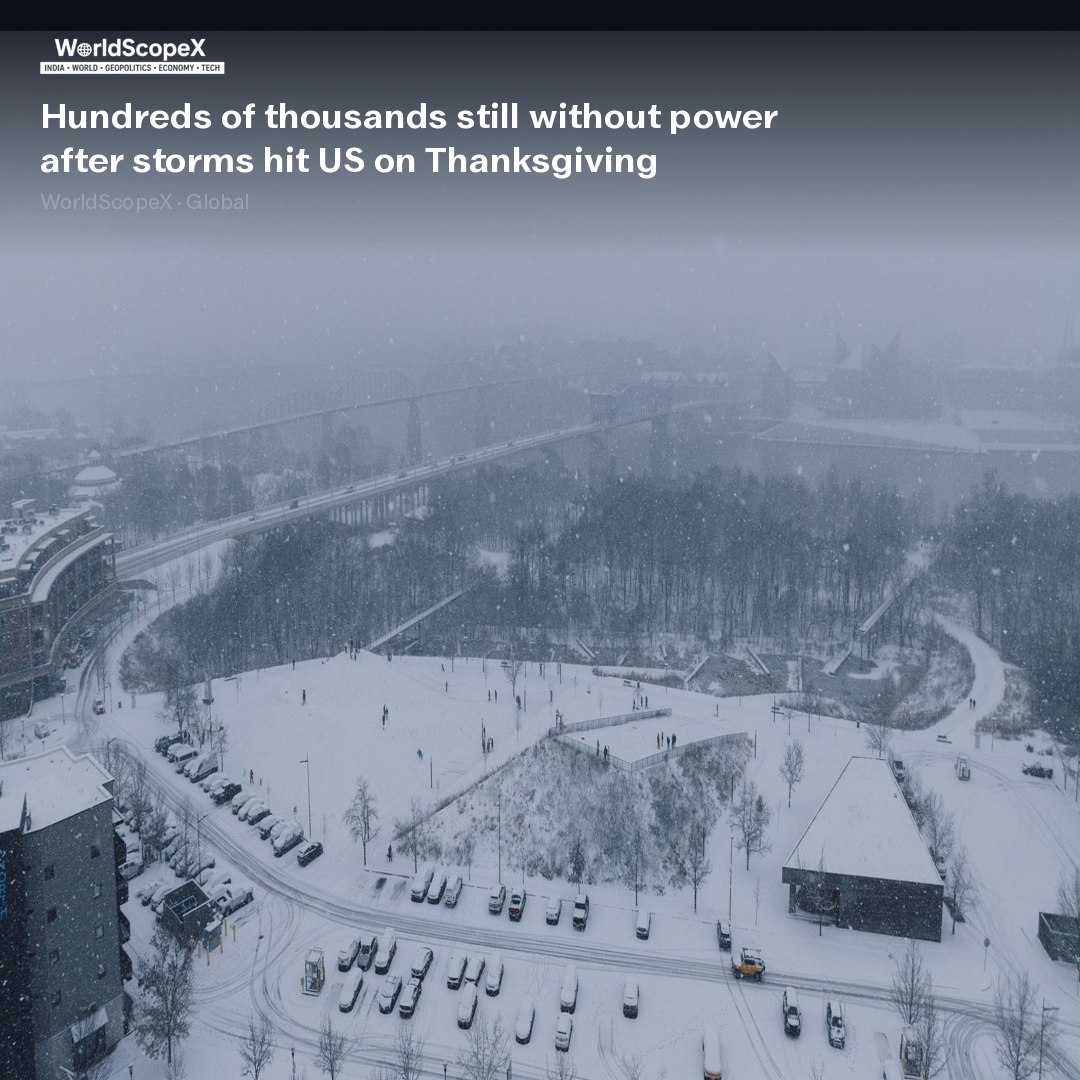 WorldScopeX
INDIA • WORLD • GEOPOLITICS • ECONOMY • TECH
Hundreds of thousands still without power
after storms hit US on Thanksgiving
WorldScopeX · Global